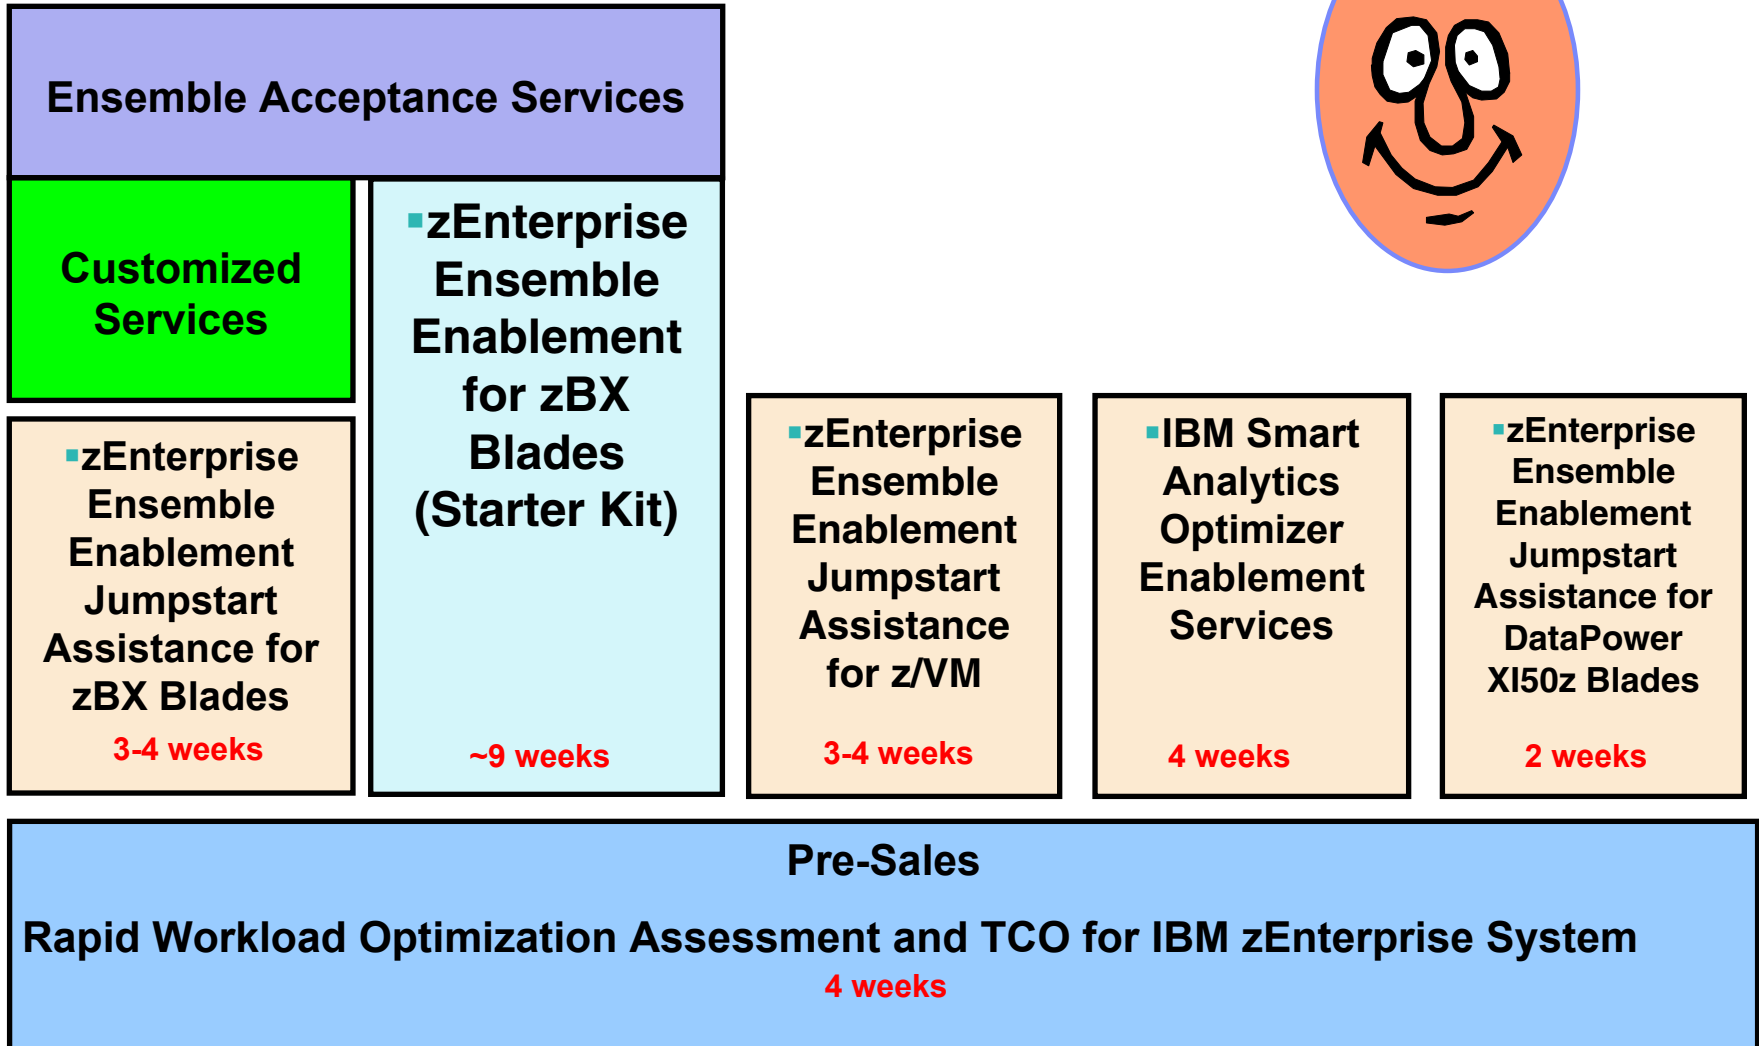 Ensemble Acceptance Services
Customized
Services
▪zEnterprise
Ensemble
Enablement
for zBX
Blades
(Starter Kit)
~9 weeks
▪zEnterprise
Ensemble
Enablement
Jumpstart
Assistance for
zBX Blades
3-4 weeks
▪zEnterprise
Ensemble
Enablement
Jumpstart
Assistance
for z/VM
3-4 weeks
▪IBM Smart
Analytics
Optimizer
Enablement
Services
4 weeks
▪zEnterprise
Ensemble
Enablement
Jumpstart
Assistance for
DataPower
XI50z Blades
2 weeks
Pre-Sales
Rapid Workload Optimization Assessment and TCO for IBM zEnterprise System
4 weeks